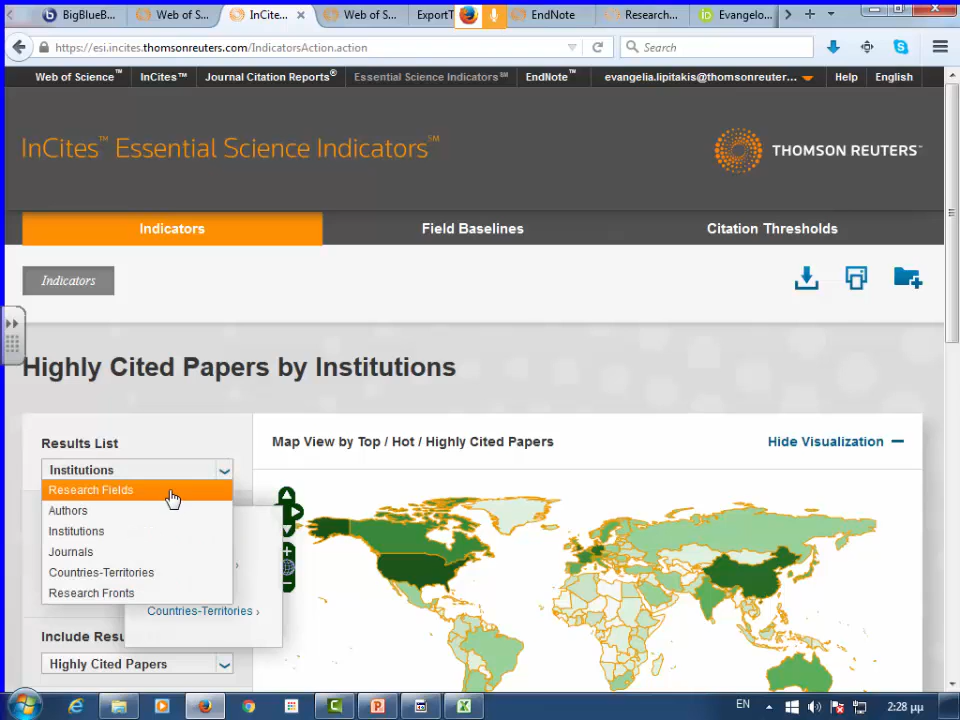 BigBlueB...
Web of S...
InCite...
Web of S...
ExportT
EndNote
Research...
Evangelo...
https://esi.incites.thomsonreuters.com/IndicatorsAction.action
Search
Web of Science™
InCites™
Journal Citation Reports®
Essential Science Indicators℠
EndNote™
evangelia.lipitakis@thomsonreuter...
Help
English
InCites™ Essential Science Indicators℠
THOMSON REUTERS™
Indicators
Field Baselines
Citation Thresholds
Indicators
Highly Cited Papers by Institutions
Results List
Map View by Top / Hot / Highly Cited Papers
Hide Visualization
Institutions
Research Fields
Authors
Institutions
Journals
Countries-Territories
Research Fronts
Countries-Territories ›
Include Resu
Highly Cited Papers
EN
2:28 μμ